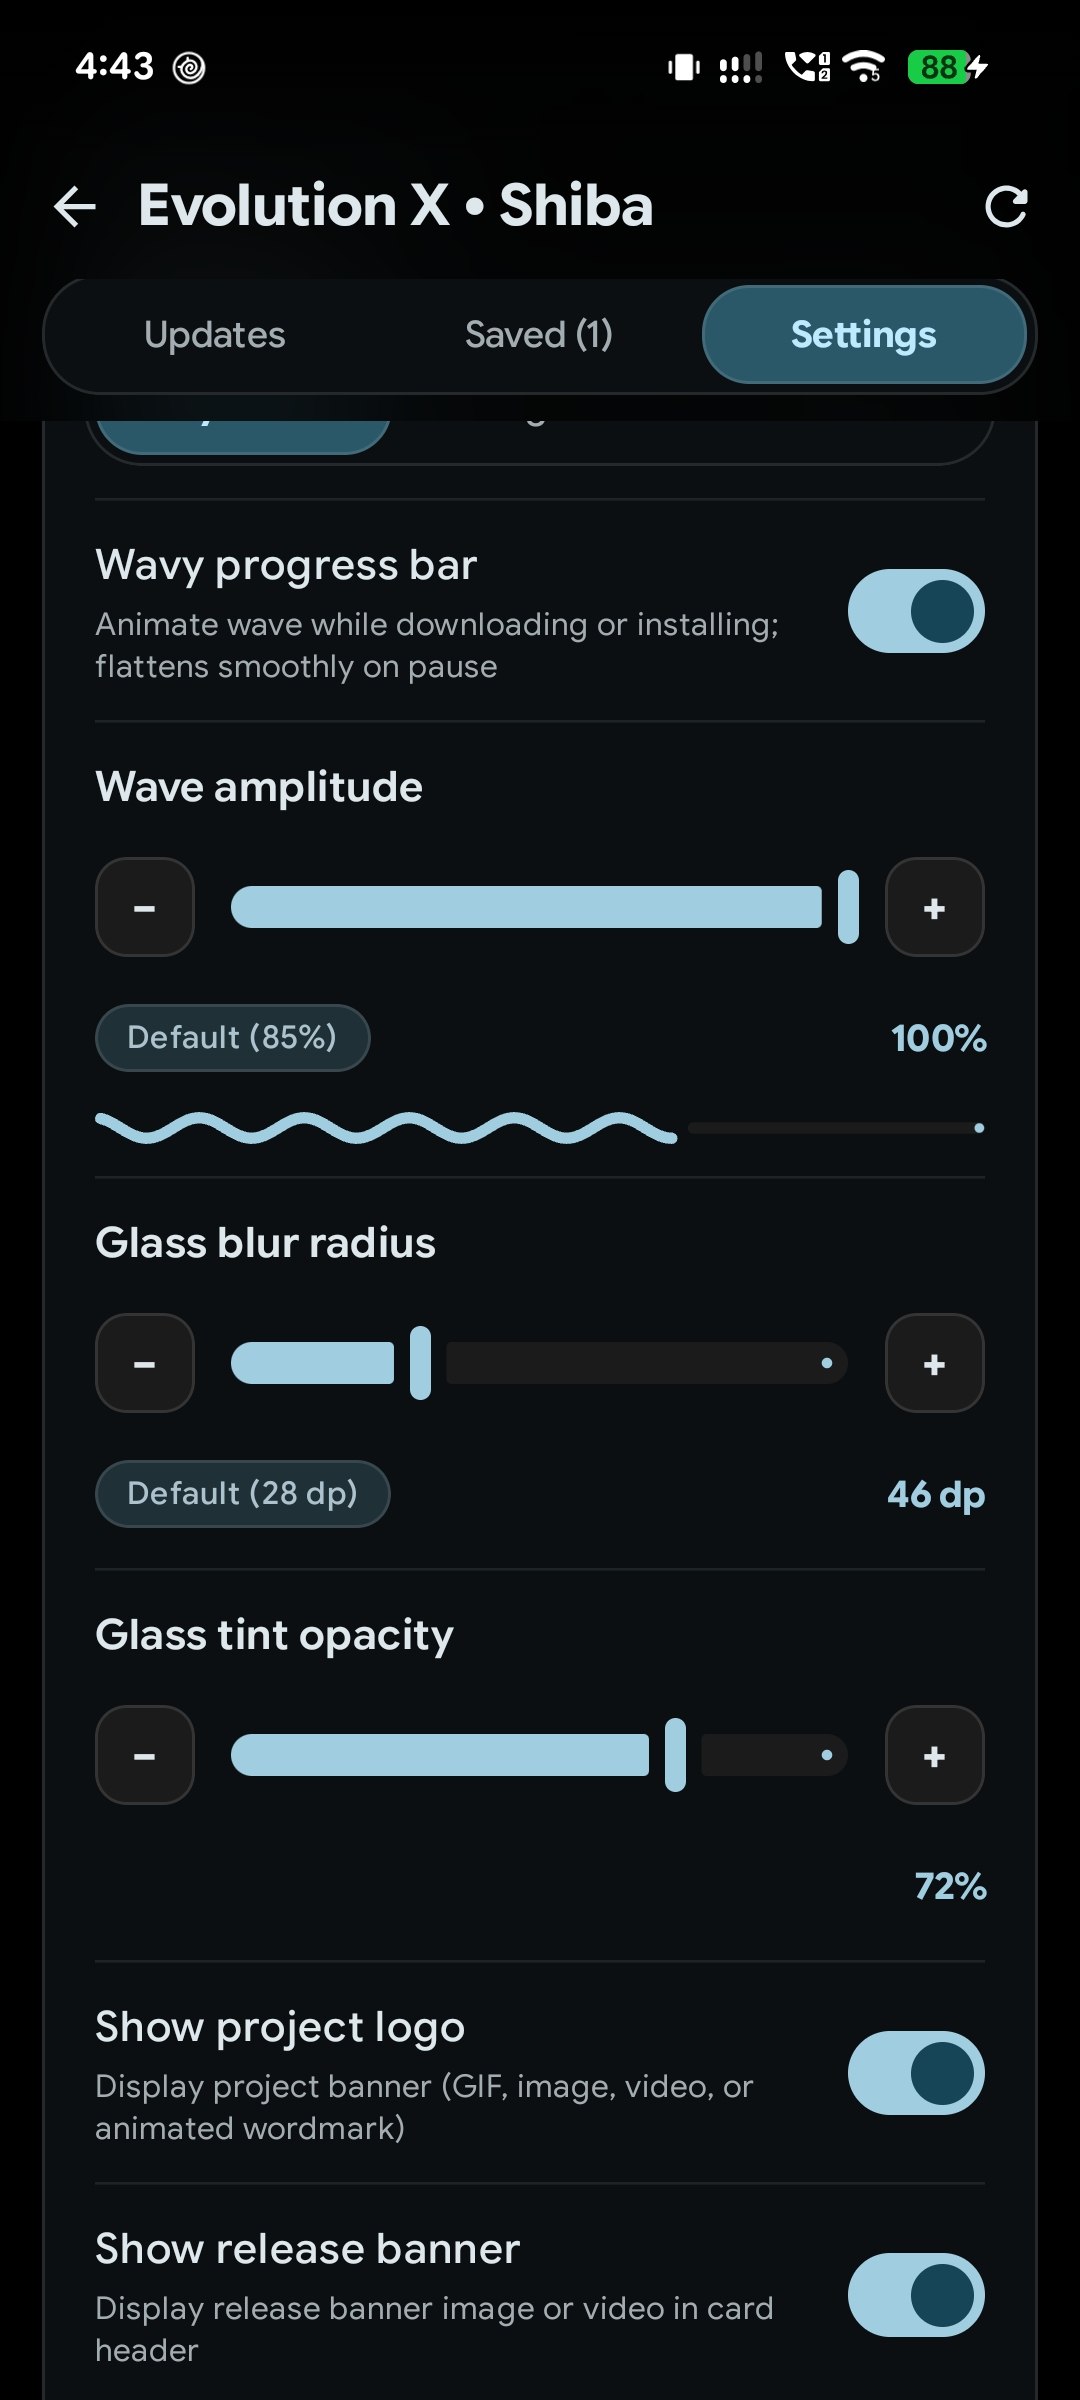 4:43
88
Evolution X • Shiba
Updates
Saved (1)
Settings
Wavy progress bar
Animate wave while downloading or installing;
flattens smoothly on pause
Wave amplitude
−
+
Default (85%)
100%
Glass blur radius
−
+
Default (28 dp)
46 dp
Glass tint opacity
−
+
72%
Show project logo
Display project banner (GIF, image, video, or
animated wordmark)
Show release banner
Display release banner image or video in card
header